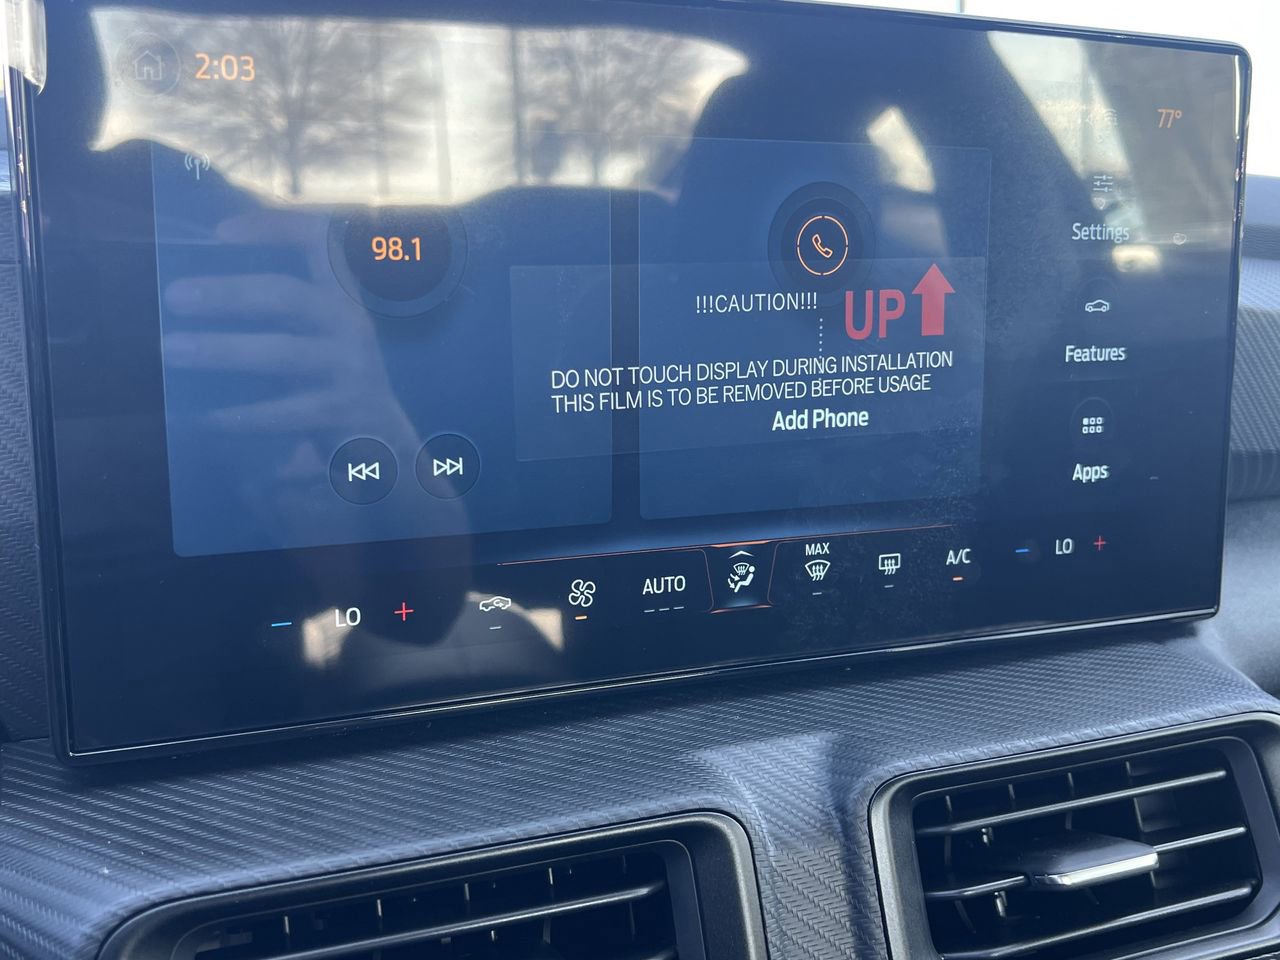 2:03
77°
98.1
Settings
!!!CAUTION!!!
UP
Features
DO NOT TOUCH DISPLAY DURING INSTALLATION
THIS FILM IS TO BE REMOVED BEFORE USAGE
Add Phone
Apps
LO
AUTO
MAX
A/C
LO